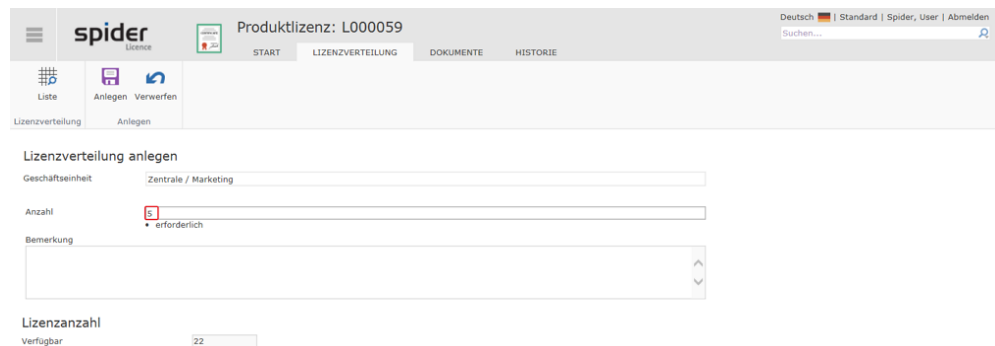 Deutsch | Standard | Spider, User | Abmelden
Suchen...
spider
Licence
Produktlizenz: L000059
START LIZENZVERTEILUNG DOKUMENTE HISTORIE
Liste Anlegen Verwerfen
Lizenzverteilung Anlegen
Lizenzverteilung anlegen
Geschäftseinheit Zentrale / Marketing
Anzahl 5
• erforderlich
Bemerkung
Lizenzanzahl
Verfügbar 22